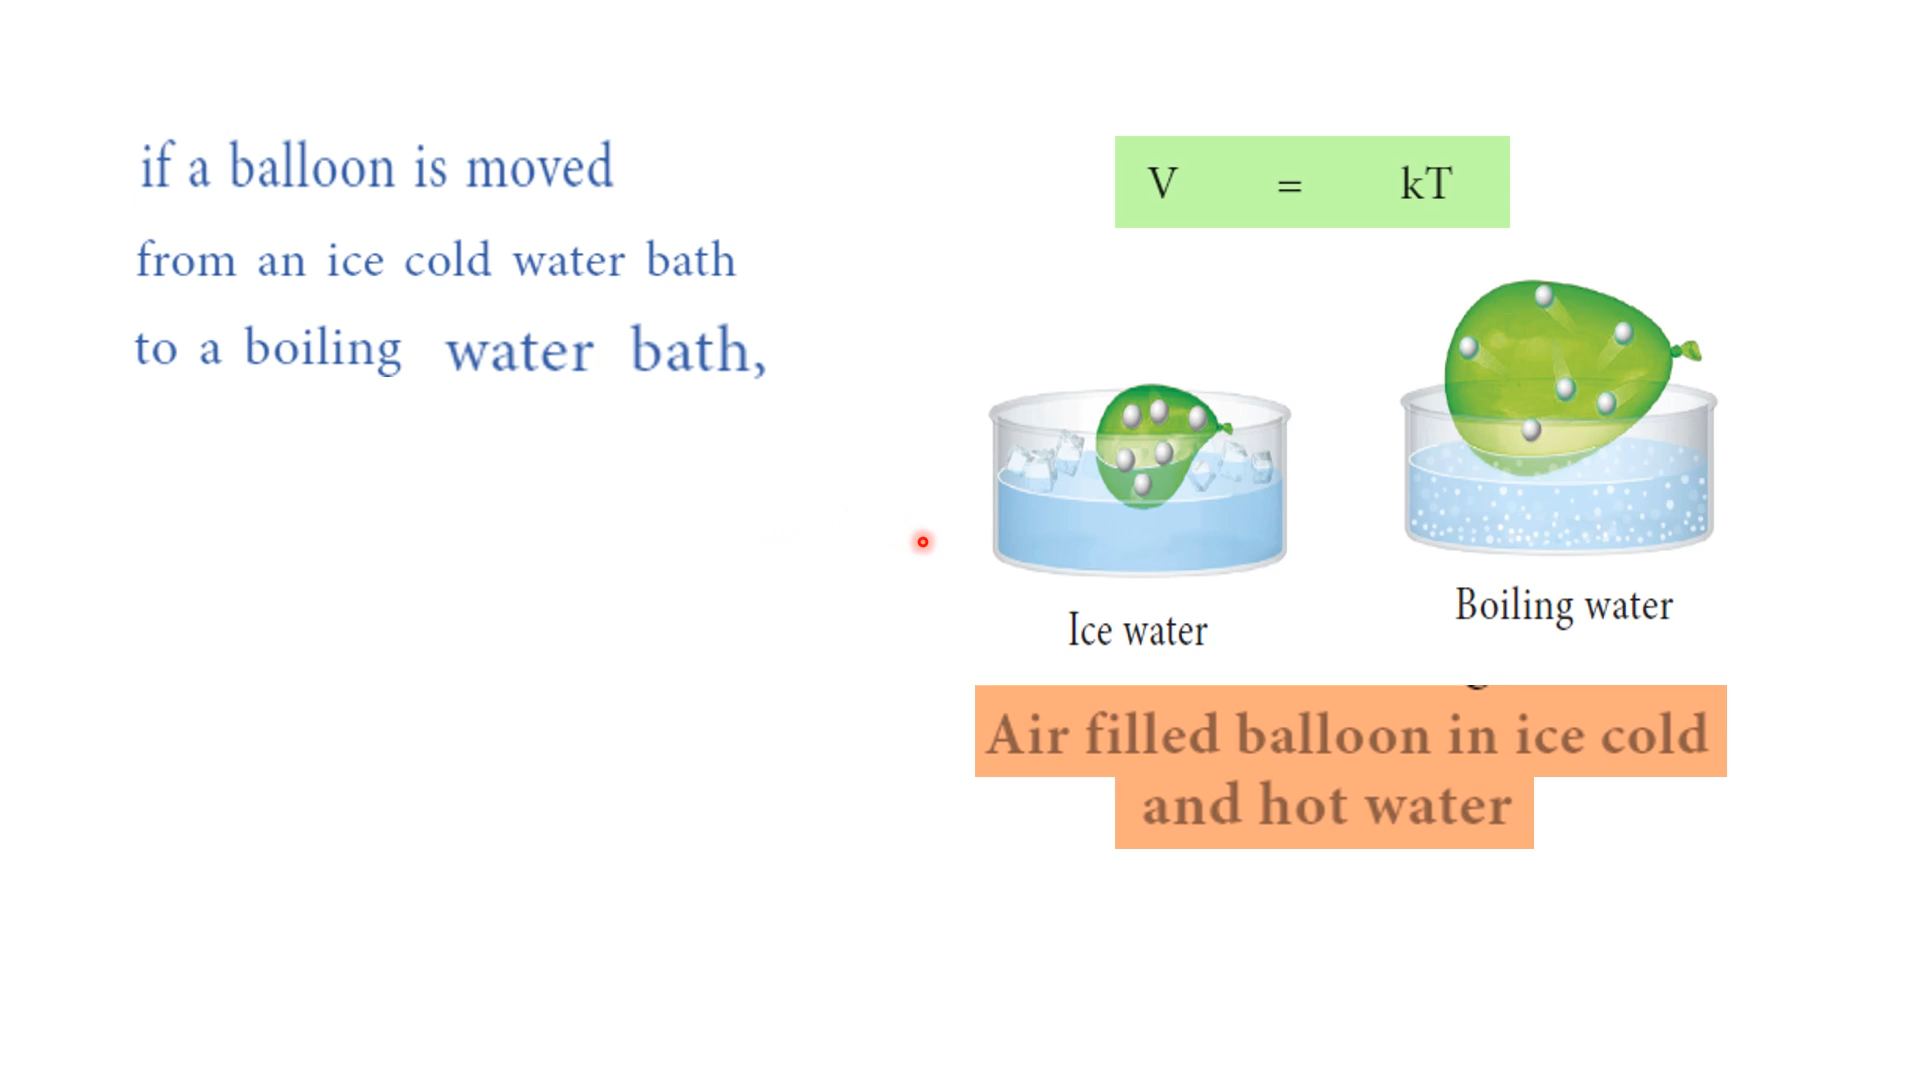 if a balloon is moved
from an ice cold water bath
to a boiling water bath,
V = kT
Ice water
Boiling water
Air filled balloon in ice cold
and hot water